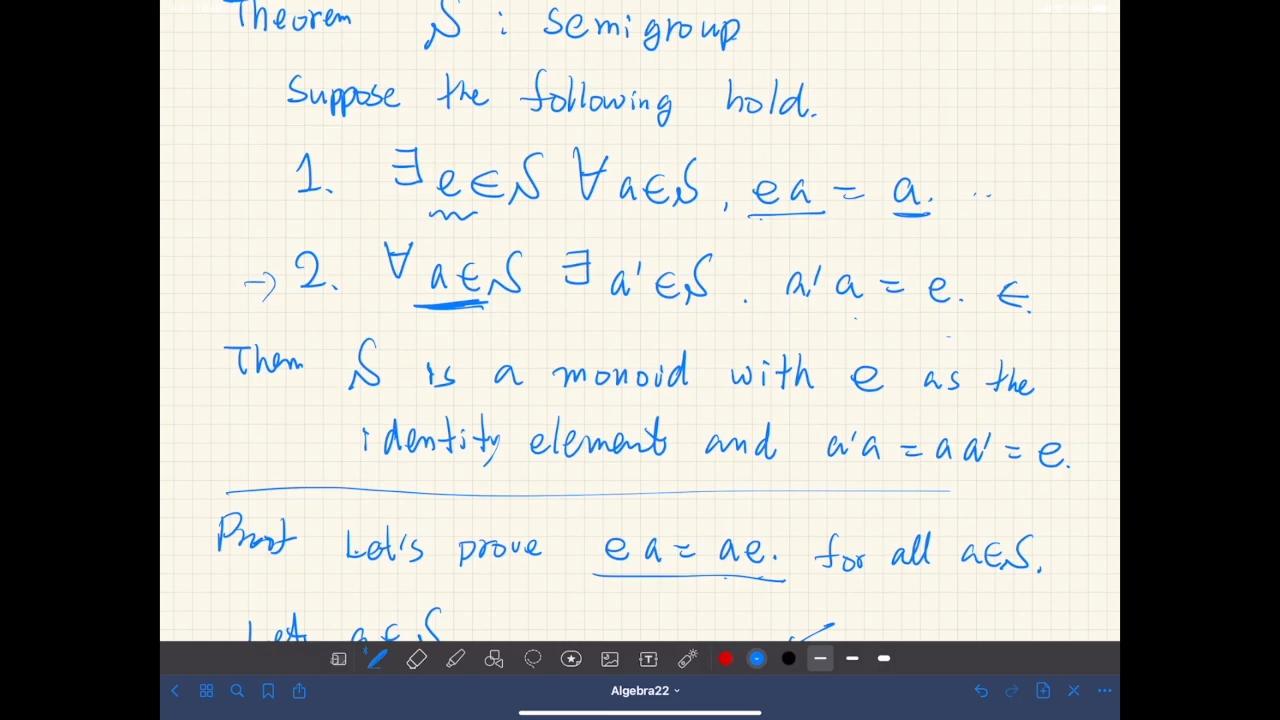 Theorem S : semigroup
Suppose the following hold.
1. ∃ e ∈ S ∀ a ∈ S, ea = a. ..
→ 2. ∀ a ∈ S ∃ a' ∈ S. a'a = e. ∈
Then S is a monoid with e as the
identity element and a'a = aa' = e.
Proof Let's prove ea = ae. for all a∈S.
Let a ∈ S
Algebra22